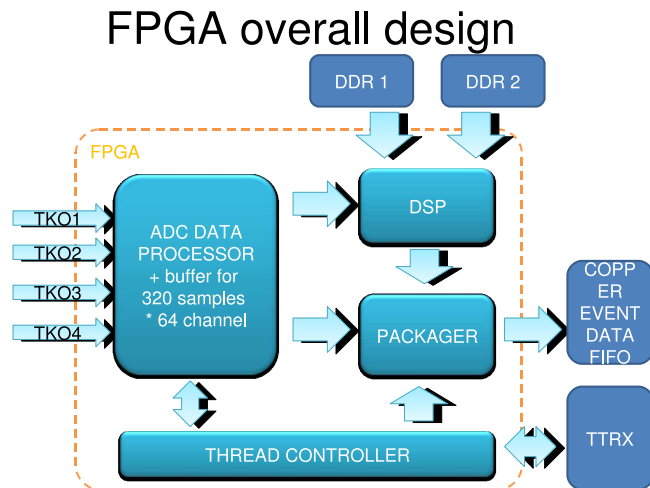 FPGA overall design
DDR 1
DDR 2
FPGA
TKO1
TKO2
TKO3
TKO4
ADC DATA
PROCESSOR
+ buffer for
320 samples
* 64 channel
DSP
PACKAGER
COPP
ER
EVENT
DATA
FIFO
THREAD CONTROLLER
TTRX